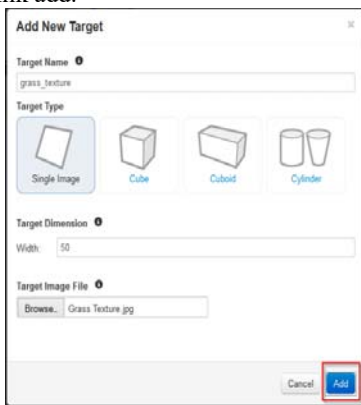 Add New Target
Target Name
grass_texture
Target Type
Single Image Cube Cuboid Cylinder
Target Dimension
Width: 50
Target Image File
Browse.. Grass Texture.jpg
Cancel Add